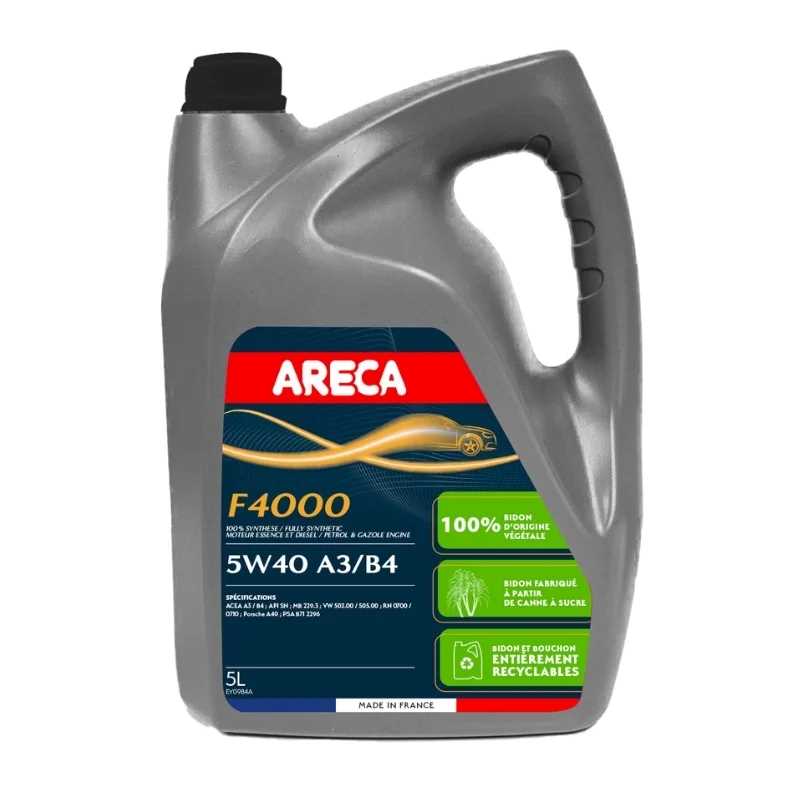 ARECA
F4000
100% SYNTHESE / FULLY SYNTHETIC
MOTEUR ESSENCE ET DIESEL / PETROL & GAZOLE ENGINE
5W40 A3/B4
SPÉCIFICATIONS
ACEA A3 / B4 ; API SN ; MB 229.3 ; VW 502.00 / 505.00 ; RN 0700 /
0710 ; Porsche A40 ; PSA B71 2296
5L
EY0984A
100% BIDON
D'ORIGINE
VÉGÉTALE
BIDON FABRIQUÉ
À PARTIR
DE CANNE À SUCRE
BIDON ET BOUCHON
ENTIÈREMENT
RECYCLABLES
MADE IN FRANCE